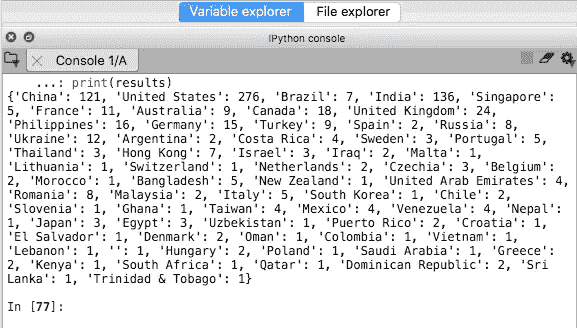 Variable explorer File explorer
IPython console
Console 1/A
...: print(results)
{'China': 121, 'United States': 276, 'Brazil': 7, 'India': 136, 'Singapore':
5, 'France': 11, 'Australia': 9, 'Canada': 18, 'United Kingdom': 24,
'Philippines': 16, 'Germany': 15, 'Turkey': 9, 'Spain': 2, 'Russia': 8,
'Ukraine': 12, 'Argentina': 2, 'Costa Rica': 4, 'Sweden': 3, 'Portugal': 5,
'Thailand': 3, 'Hong Kong': 7, 'Israel': 3, 'Iraq': 2, 'Malta': 1,
'Lithuania': 1, 'Switzerland': 1, 'Netherlands': 2, 'Czechia': 3, 'Belgium':
2, 'Morocco': 1, 'Bangladesh': 5, 'New Zealand': 1, 'United Arab Emirates': 4,
'Romania': 8, 'Malaysia': 2, 'Italy': 5, 'South Korea': 1, 'Chile': 2,
'Slovenia': 1, 'Ghana': 1, 'Taiwan': 4, 'Mexico': 4, 'Venezuela': 4, 'Nepal':
1, 'Japan': 3, 'Egypt': 3, 'Uzbekistan': 1, 'Puerto Rico': 2, 'Croatia': 1,
'El Salvador': 1, 'Denmark': 2, 'Oman': 1, 'Colombia': 1, 'Vietnam': 1,
'Lebanon': 1, '': 1, 'Hungary': 2, 'Poland': 1, 'Saudi Arabia': 1, 'Greece':
2, 'Kenya': 1, 'South Africa': 1, 'Qatar': 1, 'Dominican Republic': 2, 'Sri
Lanka': 1, 'Trinidad & Tobago': 1}
In [77]: